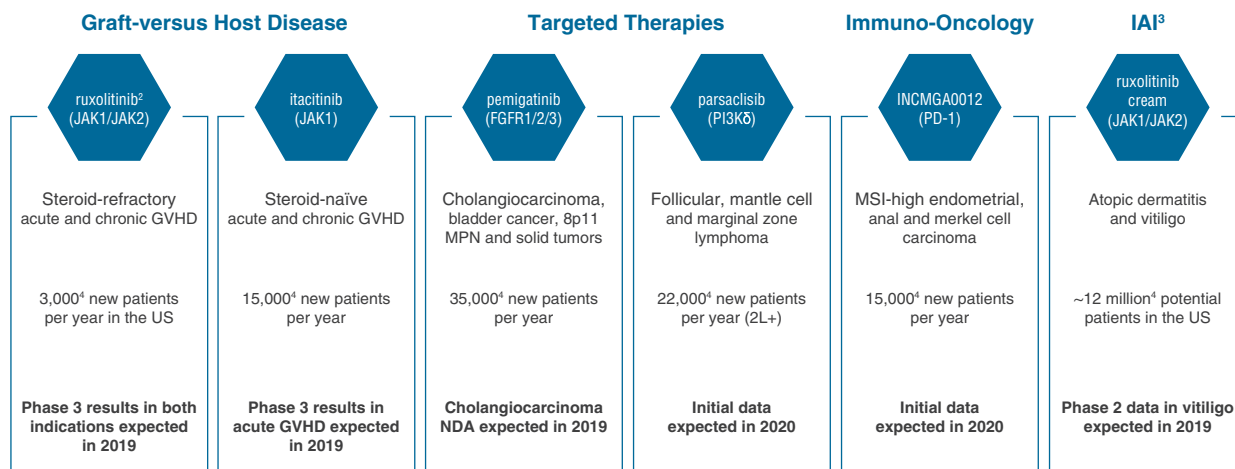 Graft-versus Host Disease
Targeted Therapies
Immuno-Oncology
IAI³
ruxolitinib²
(JAK1/JAK2)
Steroid-refractory
acute and chronic GVHD
3,000⁴ new patients
per year in the US
Phase 3 results in both
indications expected
in 2019
itacitinib
(JAK1)
Steroid-naïve
acute and chronic GVHD
15,000⁴ new patients
per year
Phase 3 results in
acute GVHD expected
in 2019
pemigatinib
(FGFR1/2/3)
Cholangiocarcinoma,
bladder cancer, 8p11
MPN and solid tumors
35,000⁴ new patients
per year
Cholangiocarcinoma
NDA expected in 2019
parsaclisib
(PI3Kδ)
Follicular, mantle cell
and marginal zone
lymphoma
22,000⁴ new patients
per year (2L+)
Initial data
expected in 2020
INCMGA0012
(PD-1)
MSI-high endometrial,
anal and merkel cell
carcinoma
15,000⁴ new patients
per year
Initial data
expected in 2020
ruxolitinib
cream
(JAK1/JAK2)
Atopic dermatitis
and vitiligo
~12 million⁴ potential
patients in the US
Phase 2 data in vitiligo
expected in 2019